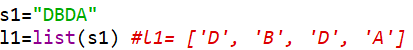 s1="DBDA"
l1=list(s1) #l1= ['D', 'B', 'D', 'A']